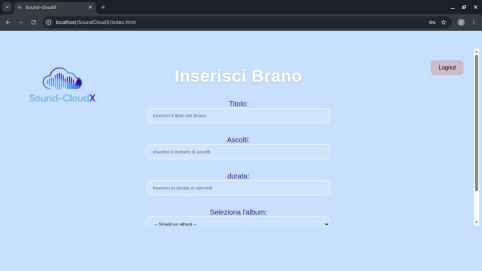 Sound-cloudX
localhost/SoundCloudX/index.html
Logout
Sound-CloudX
Inserisci Brano
Titolo:
inserisci il titolo del Brano
Ascolti:
inserisci il numero di ascolti
durata:
inserisci la durata in secondi
Seleziona l'album:
-- Scegli un album --